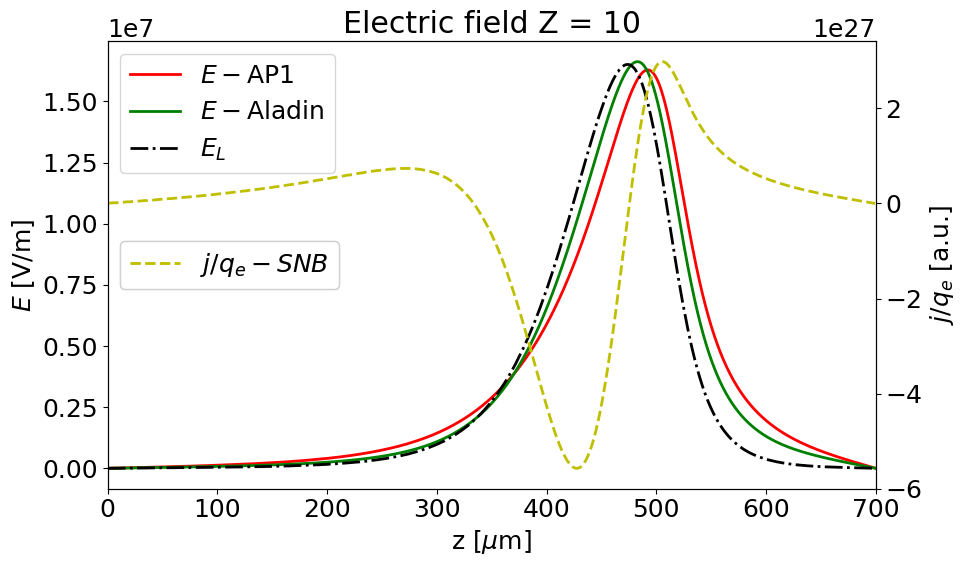 Electric field Z = 10
1e7
1e27
E − AP1
E − Aladin
E_L
j/q_e − SNB
1.50
1.25
1.00
0.75
0.50
0.25
0.00
E [V/m]
2
0
−2
−4
−6
j/q_e [a.u.]
0 100 200 300 400 500 600 700
z [μm]